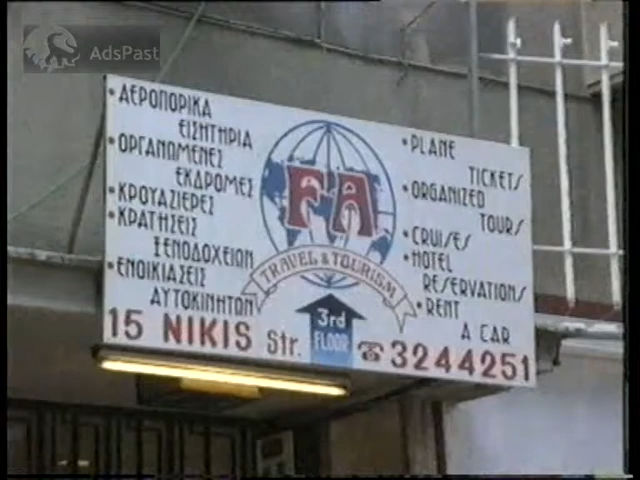 AdsPast
• ΑΕΡΟΠΟΡΙΚΑ
ΕΙΣΗΤΗΡΙΑ
• ΟΡΓΑΝΩΜΕΝΕΣ
ΕΚΔΡΟΜΕΣ
• ΚΡΟΥΑΖΙΕΡΕΣ
• ΚΡΑΤΗΣΕΙΣ
ΞΕΝΟΔΟΧΕΙΩΝ
• ΕΝΟΙΚΙΑΣΕΙΣ
ΑΥΤΟΚΙΝΗΤΩΝ
FA
TRAVEL & TOURISM
• PLANE
TICKETS
• ORGANIZED
TOURS
• CRUISES
• HOTEL
RESERVATIONS
• RENT
A CAR
15 NIKIS Str.
3rd
FLOOR
☎ 3244251